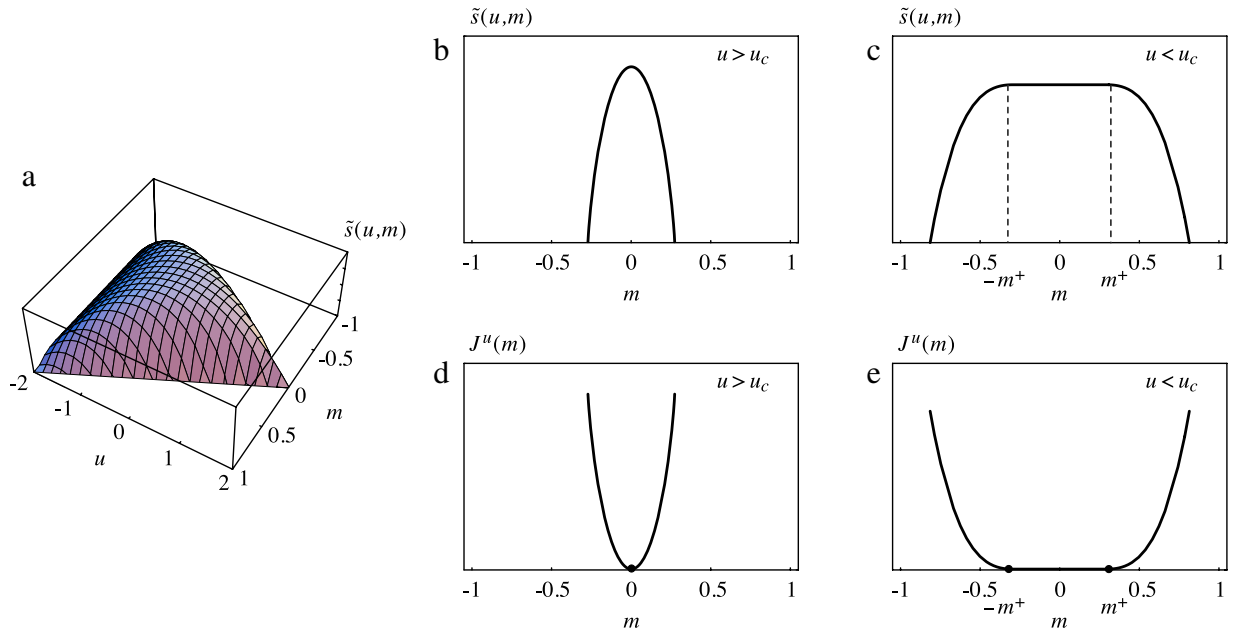 a
s̃(u,m)
-1
-0.5
0
0.5
1
m
-2
-1
0
1
2
u
b
s̃(u,m)
u > u_c
-1 -0.5 0 0.5 1
m
c
s̃(u,m)
u < u_c
-1 -0.5 0 0.5 1
-m⁺ m m⁺
d
J^u(m)
u > u_c
-1 -0.5 0 0.5 1
m
e
J^u(m)
u < u_c
-1 -0.5 0 0.5 1
-m⁺ m m⁺